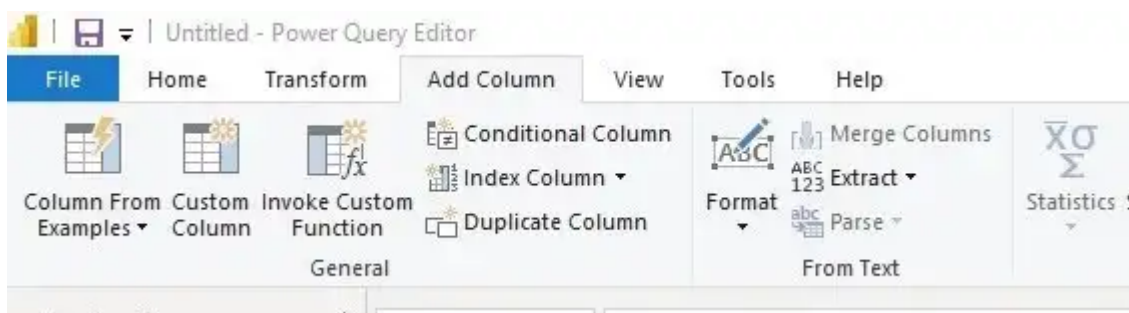 Untitled - Power Query Editor
File Home Transform Add Column View Tools Help
Column From Examples
Custom Column
Invoke Custom Function
Conditional Column
Index Column
Duplicate Column
General
ABC
Format
Merge Columns
ABC
123 Extract
abc
Parse
From Text
X̅σ
Σ
Statistics